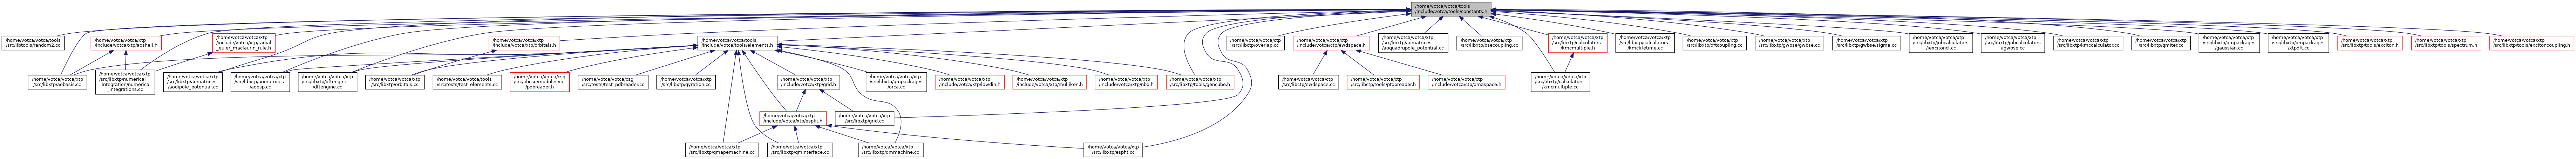 /home/votca/votca/tools
/include/votca/tools/constants.h
/home/votca/votca/tools
/src/libtools/random2.cc
/home/votca/votca/xtp
/include/votca/xtp/aoshell.h
/home/votca/votca/xtp
/include/votca/xtp/radial
_euler_maclaurin_rule.h
/home/votca/votca/xtp
/include/votca/xtp/orbitals.h
/home/votca/votca/tools
/include/votca/tools/elements.h
/home/votca/votca/xtp
/src/libxtp/overlap.cc
/home/votca/votca/ctp
/include/votca/ctp/ewdspace.h
/home/votca/votca/xtp
/src/libxtp/aomatrices
/aoquadrupole_potential.cc
/home/votca/votca/xtp
/src/libxtp/bsecoupling.cc
/home/votca/votca/xtp
/src/libxtp/calculators
/kmcmultiple.h
/home/votca/votca/xtp
/src/libxtp/calculators
/kmclifetime.cc
/home/votca/votca/xtp
/src/libxtp/dftcoupling.cc
/home/votca/votca/xtp
/src/libxtp/gwbse/gwbse.cc
/home/votca/votca/xtp
/src/libxtp/gwbse/sigma.cc
/home/votca/votca/xtp
/src/libxtp/jobcalculators
/iexcitoncl.cc
/home/votca/votca/xtp
/src/libxtp/jobcalculators
/igwbse.cc
/home/votca/votca/xtp
/src/libxtp/kmccalculator.cc
/home/votca/votca/xtp
/src/libxtp/qmiter.cc
/home/votca/votca/xtp
/src/libxtp/qmpackages
/gaussian.cc
/home/votca/votca/xtp
/src/libxtp/qmpackages
/xtpdft.cc
/home/votca/votca/xtp
/src/libxtp/tools/exciton.h
/home/votca/votca/xtp
/src/libxtp/tools/spectrum.h
/home/votca/votca/xtp
/src/libxtp/tools/excitoncoupling.h
/home/votca/votca/xtp
/src/libxtp/aobasis.cc
/home/votca/votca/xtp
/src/libxtp/numerical
_integration/numerical
_integrations.cc
/home/votca/votca/xtp
/src/libxtp/aomatrices
/aodipole_potential.cc
/home/votca/votca/xtp
/src/libxtp/aomatrices
/aoesp.cc
/home/votca/votca/xtp
/src/libxtp/dftengine
/dftengine.cc
/home/votca/votca/xtp
/src/libxtp/orbitals.cc
/home/votca/votca/tools
/src/tests/test_elements.cc
/home/votca/votca/csg
/src/libcsg/modules/io
/pdbreader.h
/home/votca/votca/csg
/src/tests/test_pdbreader.cc
/home/votca/votca/xtp
/src/libxtp/gyration.cc
/home/votca/votca/xtp
/include/votca/xtp/grid.h
/home/votca/votca/xtp
/src/libxtp/qmpackages
/orca.cc
/home/votca/votca/xtp
/include/votca/xtp/lowdin.h
/home/votca/votca/xtp
/include/votca/xtp/mulliken.h
/home/votca/votca/xtp
/include/votca/xtp/nbo.h
/home/votca/votca/xtp
/src/libxtp/tools/gencube.h
/home/votca/votca/ctp
/src/libctp/ewdspace.cc
/home/votca/votca/ctp
/src/libctp/tools/ptopreader.h
/home/votca/votca/ctp
/include/votca/ctp/dmaspace.h
/home/votca/votca/xtp
/src/libxtp/calculators
/kmcmultiple.cc
/home/votca/votca/xtp
/include/votca/xtp/espfit.h
/home/votca/votca/xtp
/src/libxtp/grid.cc
/home/votca/votca/xtp
/src/libxtp/qmapemachine.cc
/home/votca/votca/xtp
/src/libxtp/qminterface.cc
/home/votca/votca/xtp
/src/libxtp/qmmachine.cc
/home/votca/votca/xtp
/src/libxtp/espfit.cc